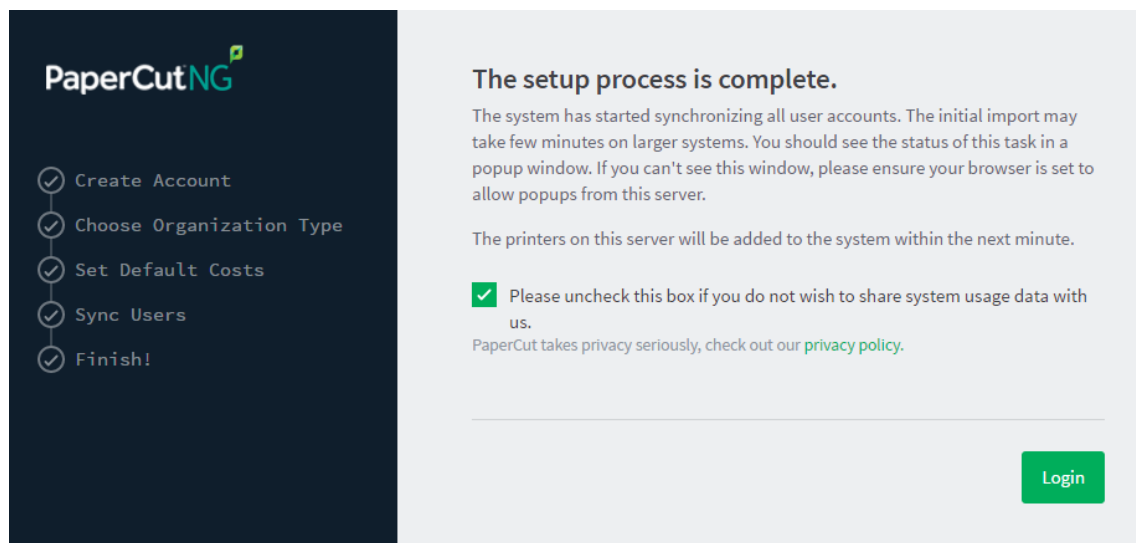 PaperCut NG
Create Account
Choose Organization Type
Set Default Costs
Sync Users
Finish!
The setup process is complete.
The system has started synchronizing all user accounts. The initial import may
take few minutes on larger systems. You should see the status of this task in a
popup window. If you can't see this window, please ensure your browser is set to
allow popups from this server.
The printers on this server will be added to the system within the next minute.
Please uncheck this box if you do not wish to share system usage data with
us.
PaperCut takes privacy seriously, check out our privacy policy.
Login